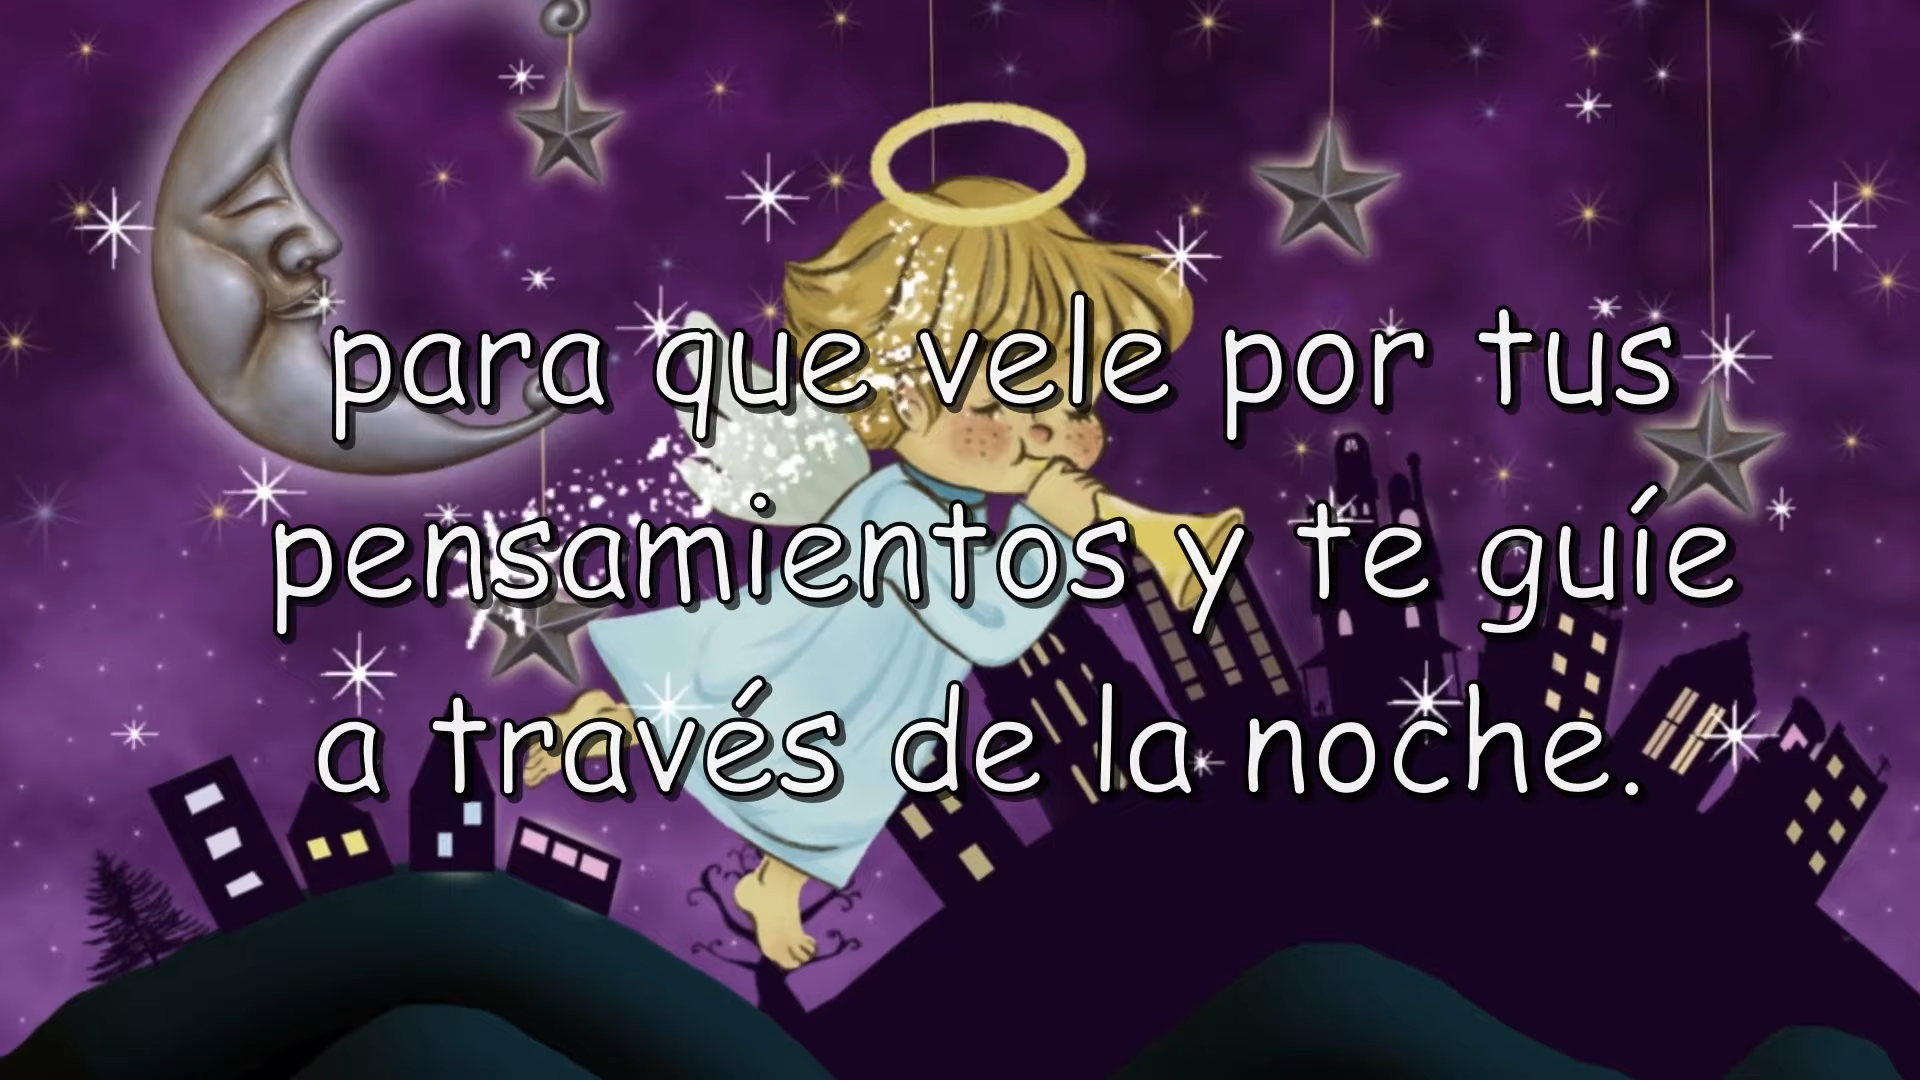 para que vele por tus
pensamientos y te guíe
a través de la noche.